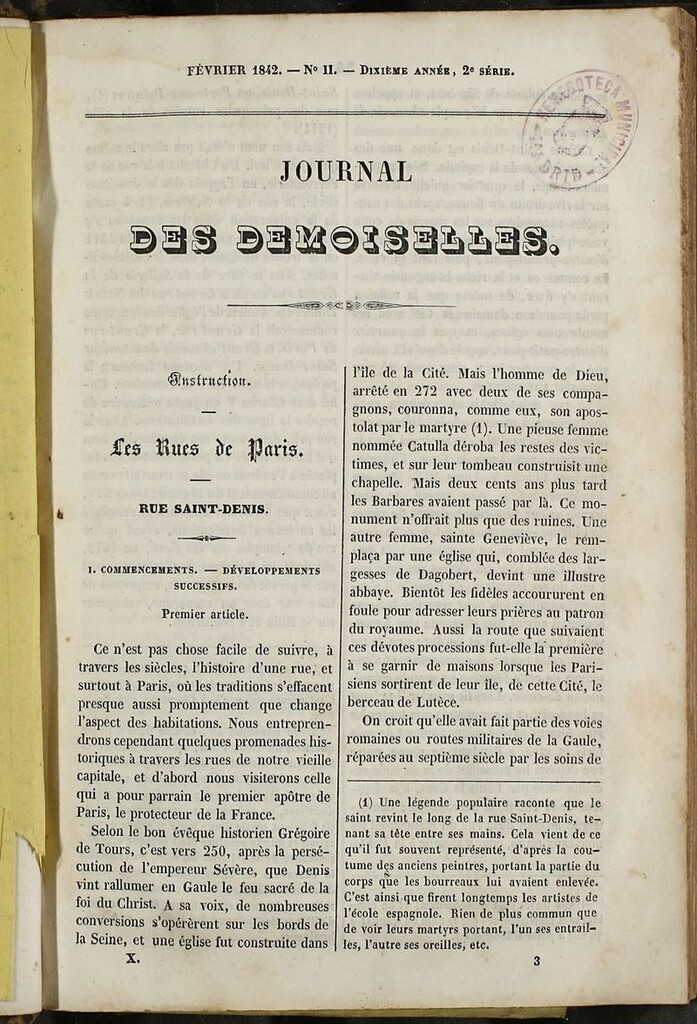 FÉVRIER 1842. — No II. — DIXIÈME ANNÉE, 2e SÉRIE.
HEMEROTECA MUNICIPAL
MADRID
JOURNAL
DES DEMOISELLES.
Instruction.
Les Rues de Paris.
RUE SAINT-DENIS.
I. COMMENCEMENTS. — DÉVELOPPEMENTS
SUCCESSIFS.
Premier article.
Ce n'est pas chose facile de suivre, à
travers les siècles, l'histoire d'une rue, et
surtout à Paris, où les traditions s'effacent
presque aussi promptement que change
l'aspect des habitations. Nous entrepren-
drons cependant quelques promenades his-
toriques à travers les rues de notre vieille
capitale, et d'abord nous visiterons celle
qui a pour parrain le premier apôtre de
Paris, le protecteur de la France.
Selon le bon évêque historien Grégoire
de Tours, c'est vers 250, après la persé-
cution de l'empereur Sévère, que Denis
vint rallumer en Gaule le feu sacré de la
foi du Christ. A sa voix, de nombreuses
conversions s'opérèrent sur les bords de
la Seine, et une église fut construite dans
X.
l'île de la Cité. Mais l'homme de Dieu,
arrêté en 272 avec deux de ses compa-
gnons, couronna, comme eux, son apos-
tolat par le martyre (1). Une pieuse femme
nommée Catulla déroba les restes des vic-
times, et sur leur tombeau construisit une
chapelle. Mais deux cents ans plus tard
les Barbares avaient passé par là. Ce mo-
nument n'offrait plus que des ruines. Une
autre femme, sainte Geneviève, le rem-
plaça par une église qui, comblée des lar-
gesses de Dagobert, devint une illustre
abbaye. Bientôt les fidèles accoururent en
foule pour adresser leurs prières au patron
du royaume. Aussi la route que suivaient
ces dévotes processions fut-elle la première
à se garnir de maisons lorsque les Pari-
siens sortirent de leur île, de cette Cité, le
berceau de Lutèce.
On croit qu'elle avait fait partie des voies
romaines ou routes militaires de la Gaule,
réparées au septième siècle par les soins de
(1) Une légende populaire raconte que le
saint revint le long de la rue Saint-Denis, te-
nant sa tête entre ses mains. Cela vient de ce
qu'il fut souvent représenté, d'après la cou-
tume des anciens peintres, portant la partie du
corps que les bourreaux lui avaient enlevée.
C'est ainsi que firent longtemps les artistes de
l'école espagnole. Rien de plus commun que
de voir leurs martyrs portant, l'un ses entrail-
les, l'autre ses oreilles, etc.
3